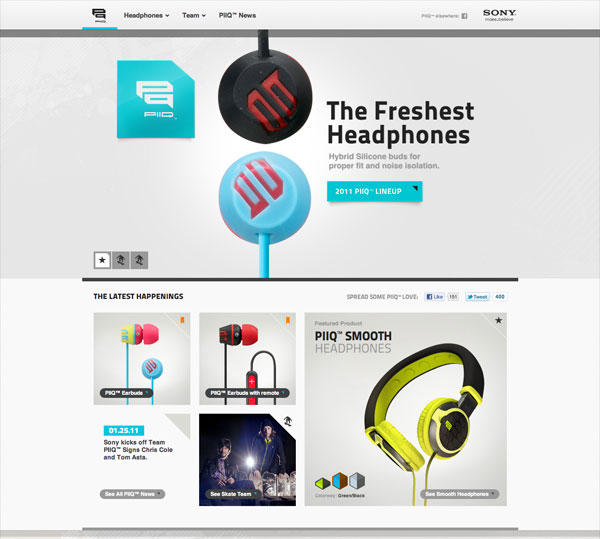 PIIQ
Headphones
Team
PIIQ™ News
PIIQ™ elsewhere:
SONY
make.believe
PIIQ™
The Freshest
Headphones
Hybrid Silicone buds for
proper fit and noise isolation.
2011 PIIQ™ LINEUP
THE LATEST HAPPENINGS
SPREAD SOME PIIQ™ LOVE:
Like
151
Tweet
400
PIIQ™ Earbuds
PIIQ™ Earbuds with remote
Featured Product
PIIQ™ SMOOTH
HEADPHONES
01.25.11
Sony kicks off Team
PIIQ™ Signs Chris Cole
and Tom Asta.
See All PIIQ™ News
See Skate Team
Colorway: Green/Black
See Smooth Headphones